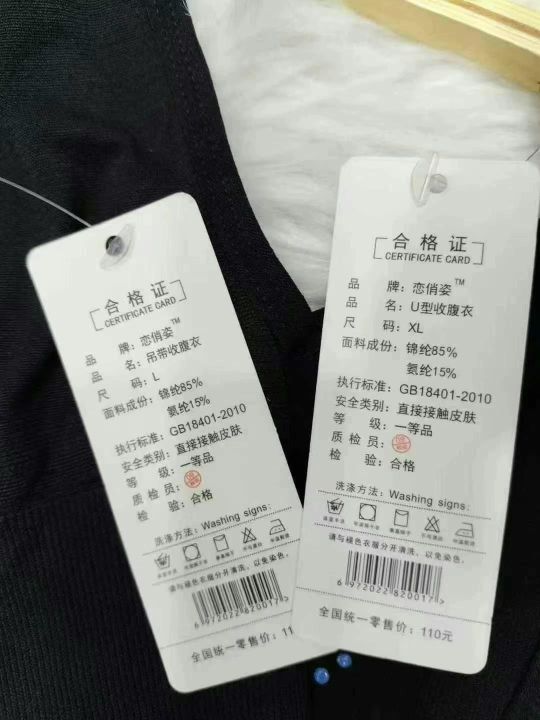 合格证
CERTIFICATE CARD
品 牌：恋俏姿™
品 名：吊带收腹衣
尺 码：L
面料成份：锦纶85%
氨纶15%
执行标准：GB18401-2010
安全类别：直接接触皮肤
等 级：一等品
质 检 员：
检 验：合格
洗涤方法：Washing signs:
请与褪色衣服分开清洗，以免染色。
6 972022 820017 >
全国统一零售价：110
合格证
CERTIFICATE CARD
品 牌：恋俏姿™
品 名：U型收腹衣
尺 码：XL
面料成份：锦纶85%
氨纶15%
执行标准：GB18401-2010
安全类别：直接接触皮肤
等 级：一等品
质 检 员：
检 验：合格
洗涤方法：Washing signs:
请与褪色衣服分开清洗，以免染色。
6 972022 820017 >
全国统一零售价：110元